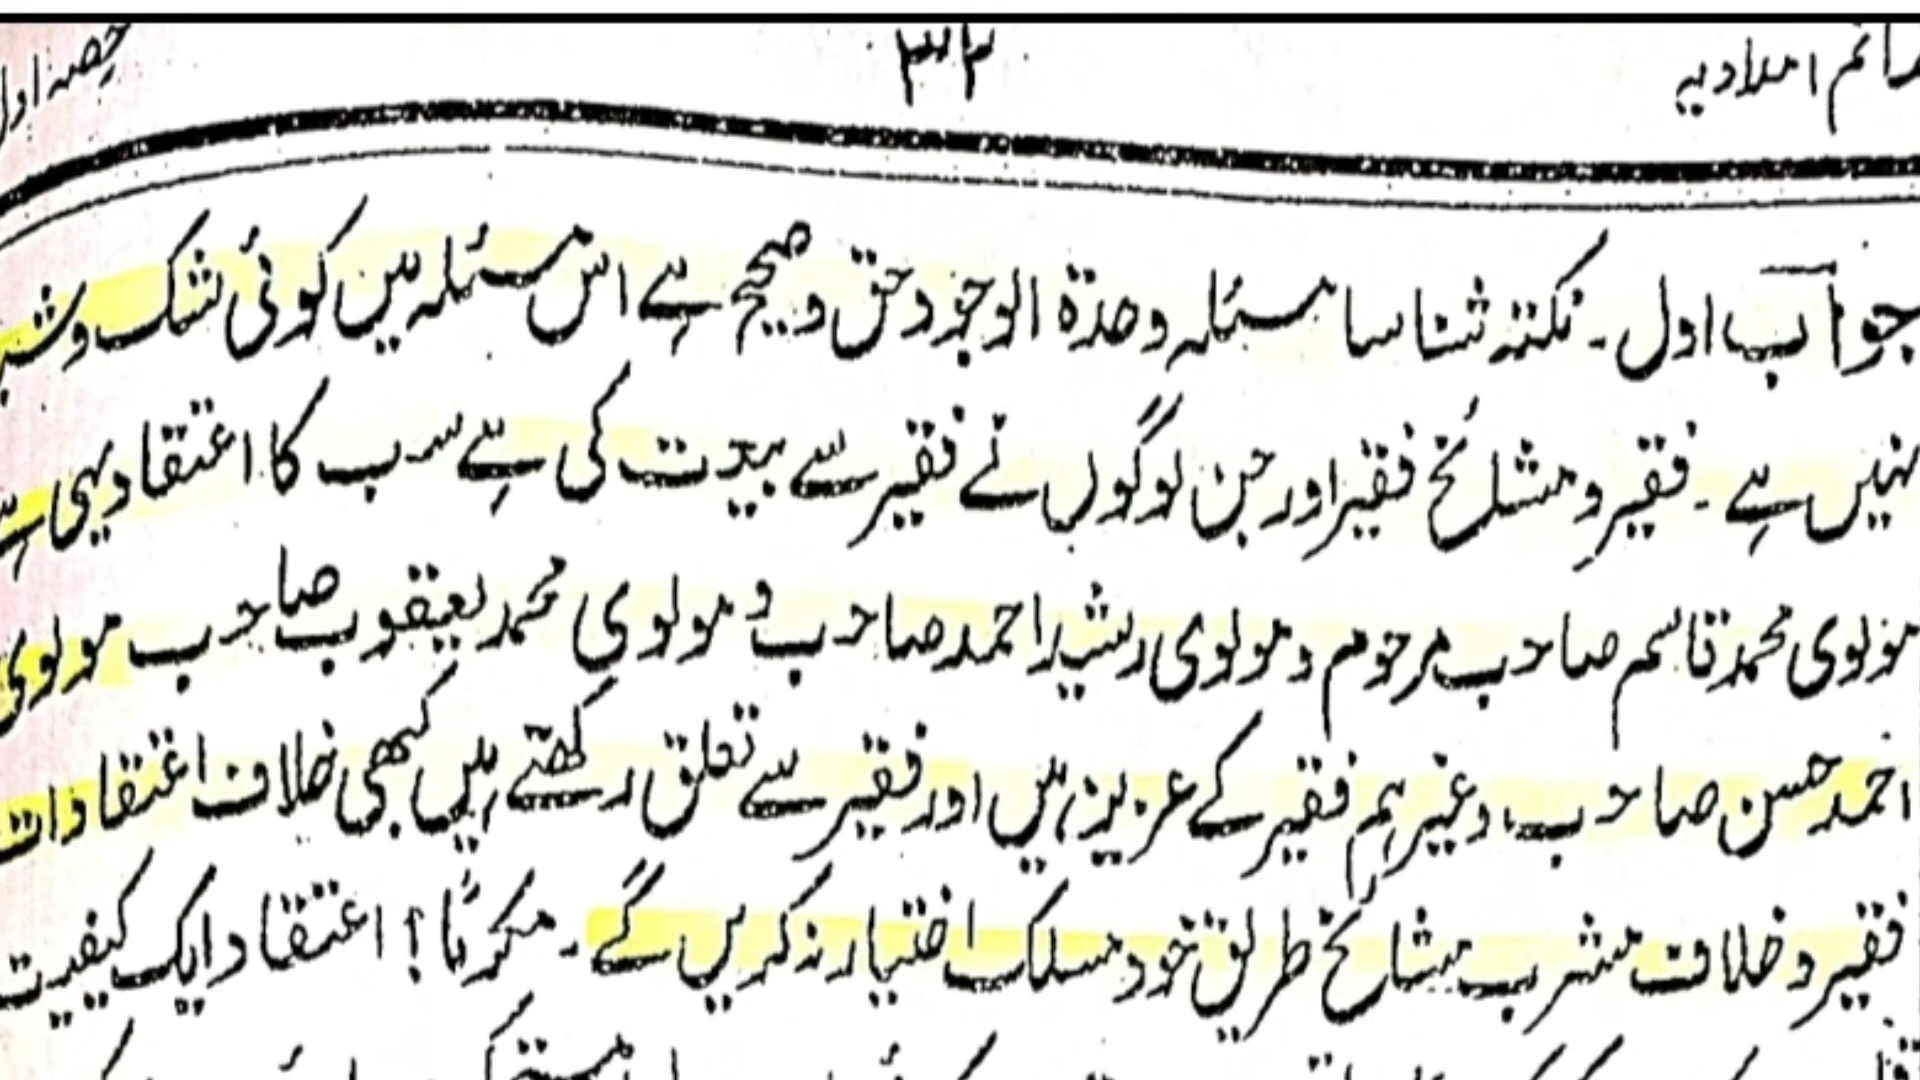 حصہ اول ۳۲ ائم امدادیہ
جواب اول۔ نکتہ شناسا مسئلہ وحدۃ الوجود حق و صحیح ہے اس مسئلہ میں کوئی شک و شبہ
نہیں ہے۔ فقیر و مشائخ فقیر اور جن لوگوں نے فقیر سے بیعت کی ہے سب کا اعتقاد یہی ہے
مولوی محمد قاسم صاحب مرحوم و مولوی رشید احمد صاحب و مولوی محمد یعقوب صاحب مولوی
احمد حسن صاحب، وغیرہم فقیر کے عزیز ہیں اور فقیر سے تعلق رکھتے ہیں کبھی خلاف اعتقادات
فقیر و خلاف مشرب مشائخ طریق خود مسلک اختیار نہ کریں گے۔ مکرنا؟ اعتقاد ایک کیفیت